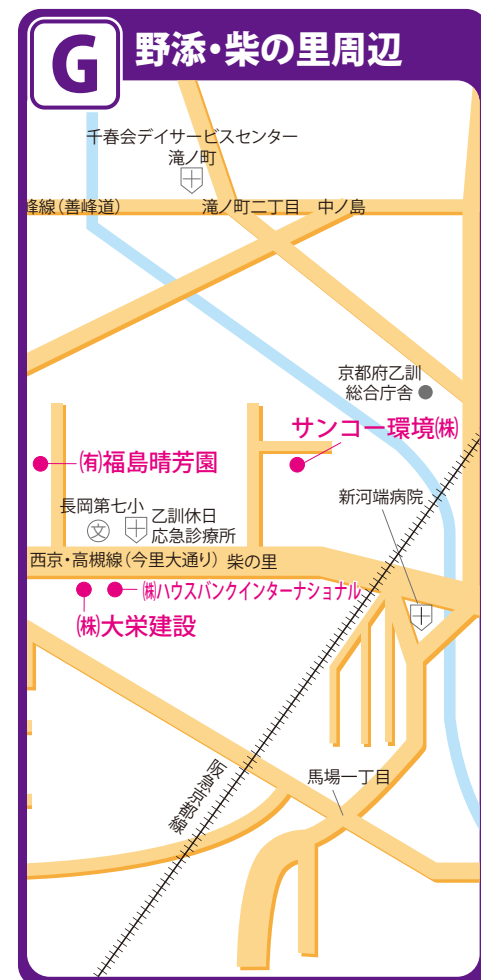 G
野添・柴の里周辺
千春会デイサービスセンター
滝ノ町
峰線(善峰道)
滝ノ町二丁目
中ノ島
京都府乙訓
総合庁舎
サンコー環境㈱
㈲福島晴芳園
新河端病院
長岡第七小
文
乙訓休日
応急診療所
西京・高槻線(今里大通り)
柴の里
㈱ハウスバンクインターナショナル
㈱大栄建設
阪急京都線
馬場一丁目